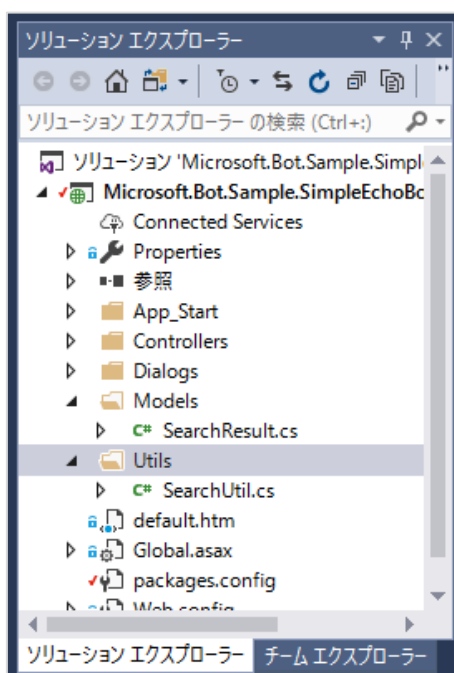 ソリューション エクスプローラー
ソリューション エクスプローラー の検索 (Ctrl+:)
ソリューション 'Microsoft.Bot.Sample.Simpl
Microsoft.Bot.Sample.SimpleEchoBo
Connected Services
Properties
参照
App_Start
Controllers
Dialogs
Models
C# SearchResult.cs
Utils
C# SearchUtil.cs
default.htm
Global.asax
packages.config
Web.config
ソリューション エクスプローラー チーム エクスプローラー